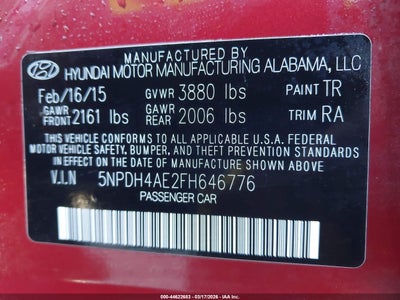 MANUFACTURED BY
HYUNDAI MOTOR MANUFACTURING ALABAMA, LLC
Feb/16/15 GVWR 3880 lbs PAINT TR
GAWR FRONT 2161 lbs GAWR REAR 2006 lbs TRIM RA
THIS VEHICLE CONFORMS TO ALL APPLICABLE U.S.A. FEDERAL
MOTOR VEHICLE SAFETY, BUMPER, AND THEFT PREVENTION STANDARDS
IN EFFECT ON THE DATE OF MANUFACTURE SHOWN ABOVE.
V.I.N 5NPDH4AE2FH646776
PASSENGER CAR
000-44622683 - 03/17/2026 - IAA Inc.